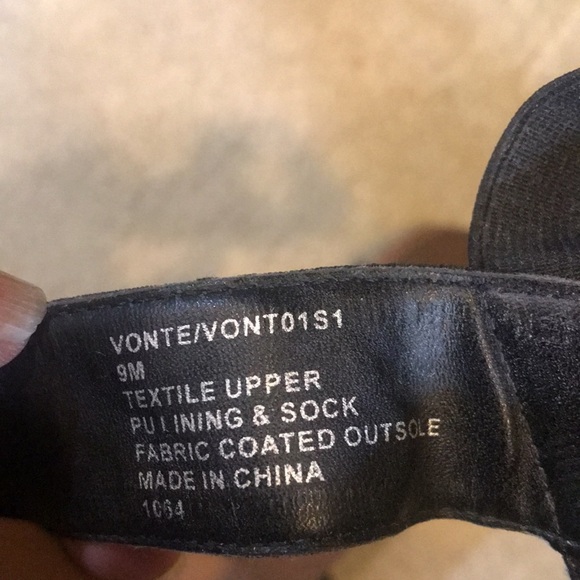 VONTE/VONT01S1
9M
TEXTILE UPPER
PU LINING & SOCK
FABRIC COATED OUTSOLE
MADE IN CHINA
1064